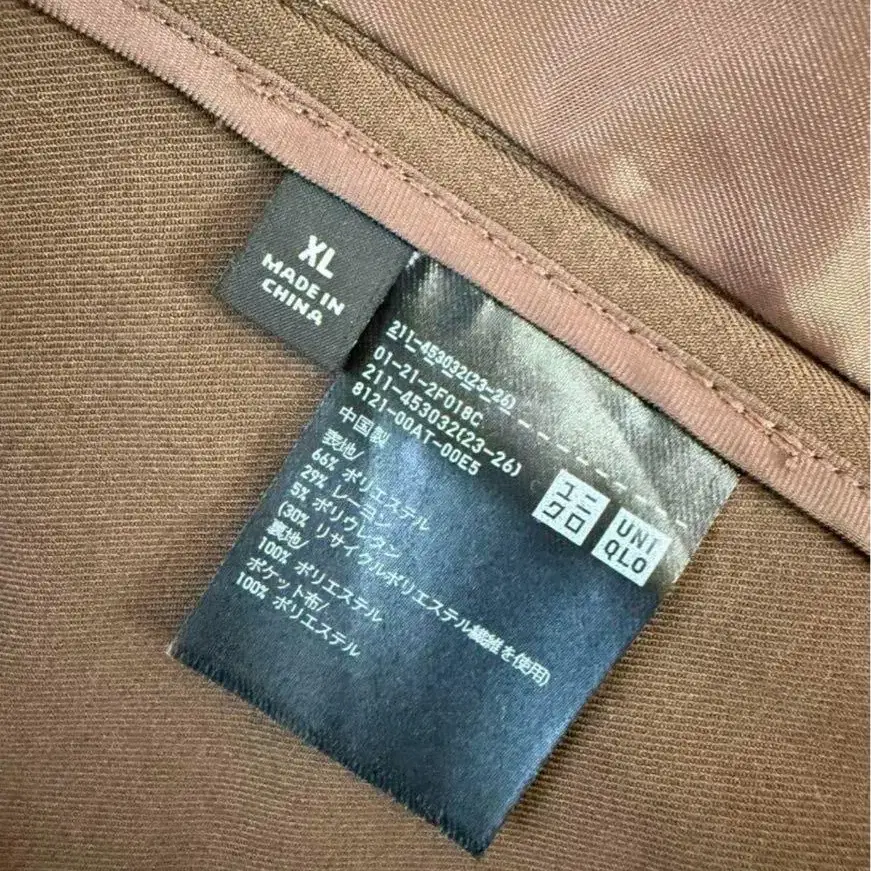 XL
MADE IN
CHINA
211-453032(23-26)
01-21-2F018C
211-453032(23-26)
8121-00AT-00E5
中国製
表地/
66% ポリエステル
29% レーヨン
5% ポリウレタン
(30% リサイクルポリエステル繊維を使用)
裏地/
100% ポリエステル
ポケット布/
100% ポリエステル
ユニ
クロ
UNI
QLO